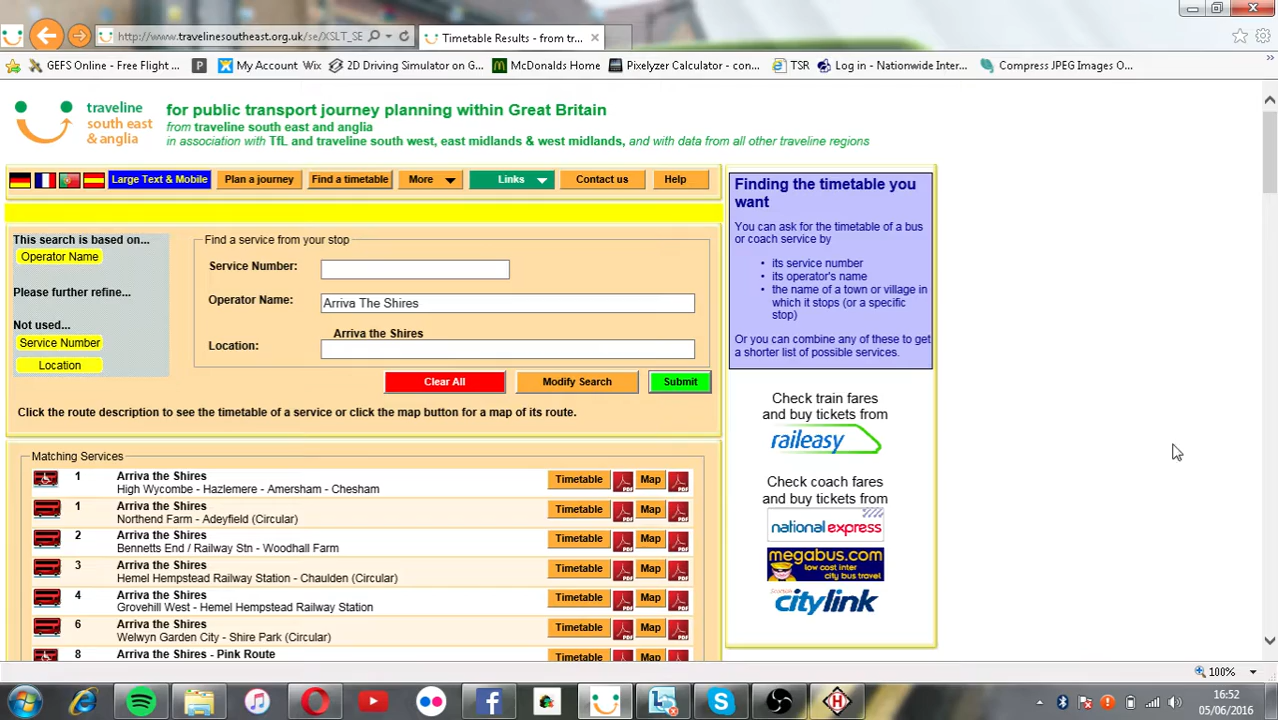 http://www.travelinesoutheast.org.uk/se/XSLT_SE
Timetable Results - from tr...
GEFS Online - Free Flight ...
P
My Account Wix
2D Driving Simulator on G...
McDonalds Home
Pixelyzer Calculator - con...
TSR
Log in - Nationwide Inter...
Compress JPEG Images O...
traveline
south east
& anglia
for public transport journey planning within Great Britain
from traveline south east and anglia
in association with TfL and traveline south west, east midlands & west midlands, and with data from all other traveline regions
Large Text & Mobile
Plan a journey
Find a timetable
More
Links
Contact us
Help
This search is based on...
Operator Name
Please further refine...
Not used...
Service Number
Location
Find a service from your stop
Service Number:
Operator Name:
Arriva The Shires
Arriva the Shires
Location:
Clear All
Modify Search
Submit
Click the route description to see the timetable of a service or click the map button for a map of its route.
Matching Services
1 Arriva the Shires Timetable Map
High Wycombe - Hazlemere - Amersham - Chesham
1 Arriva the Shires Timetable Map
Northend Farm - Adeyfield (Circular)
2 Arriva the Shires Timetable Map
Bennetts End / Railway Stn - Woodhall Farm
3 Arriva the Shires Timetable Map
Hemel Hempstead Railway Station - Chaulden (Circular)
4 Arriva the Shires Timetable Map
Grovehill West - Hemel Hempstead Railway Station
6 Arriva the Shires Timetable Map
Welwyn Garden City - Shire Park (Circular)
8 Arriva the Shires - Pink Route Timetable Map
Finding the timetable you
want
You can ask for the timetable of a bus
or coach service by
its service number
its operator's name
the name of a town or village in
which it stops (or a specific
stop)
Or you can combine any of these to get
a shorter list of possible services.
Check train fares
and buy tickets from
raileasy
Check coach fares
and buy tickets from
national express
megabus.com
low cost inter
city bus travel
citylink
100%
16:52
05/06/2016